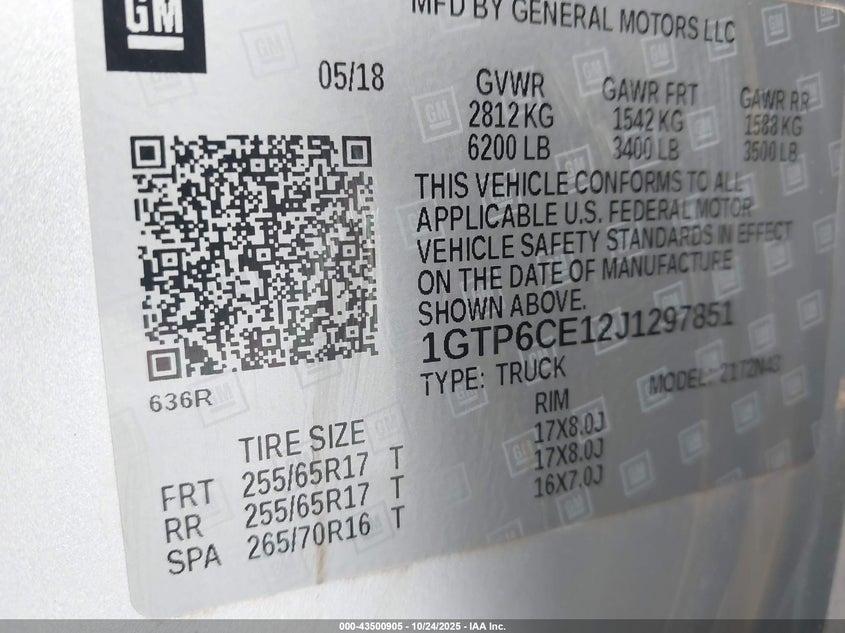 GM
MFD BY GENERAL MOTORS LLC
05/18
GVWR GAWR FRT GAWR RR
2812 KG 1542 KG 1588 KG
6200 LB 3400 LB 3500 LB
THIS VEHICLE CONFORMS TO ALL
APPLICABLE U.S. FEDERAL MOTOR
VEHICLE SAFETY STANDARDS IN EFFECT
ON THE DATE OF MANUFACTURE
SHOWN ABOVE.
1GTP6CE12J1297851
TYPE: TRUCK MODEL: 2172N43
636R
TIRE SIZE RIM
FRT 255/65R17 T 17X8.0J
RR 255/65R17 T 17X8.0J
SPA 265/70R16 T 16X7.0J
000-43500905 - 10/24/2025 - IAA Inc.